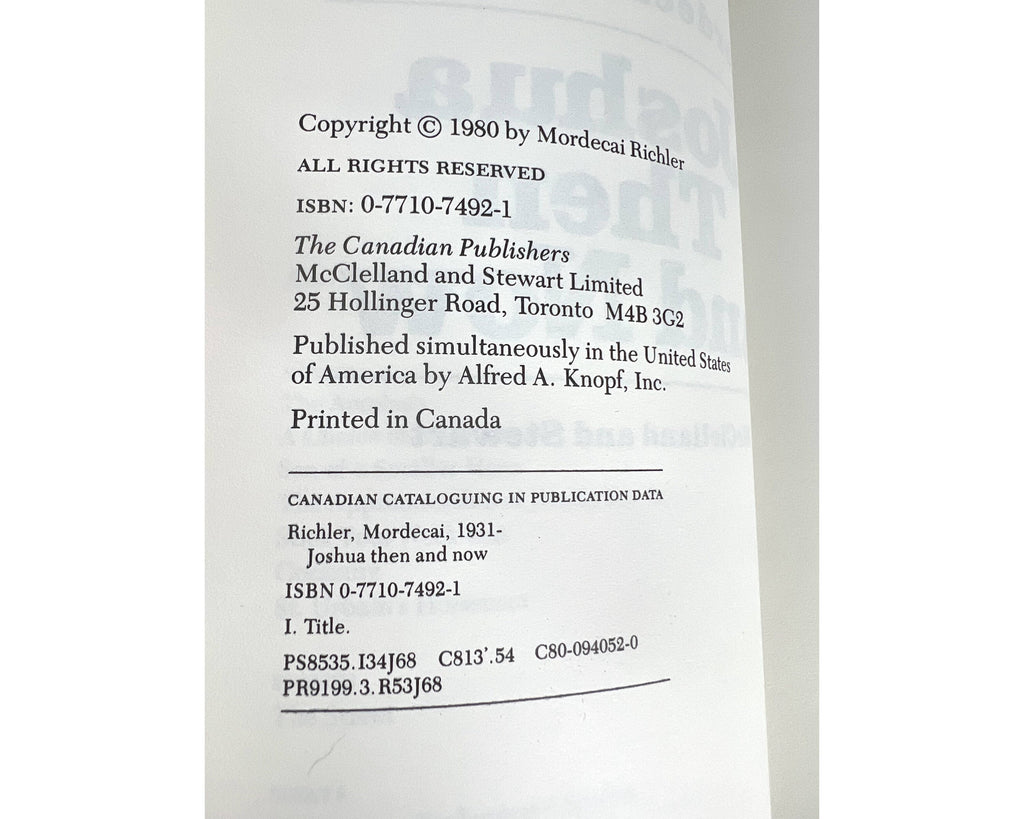 Copyright © 1980 by Mordecai Richler
ALL RIGHTS RESERVED
ISBN: 0-7710-7492-1
The Canadian Publishers
McClelland and Stewart Limited
25 Hollinger Road, Toronto M4B 3G2
Published simultaneously in the United States
of America by Alfred A. Knopf, Inc.
Printed in Canada
CANADIAN CATALOGUING IN PUBLICATION DATA
Richler, Mordecai, 1931-
Joshua then and now
ISBN 0-7710-7492-1
I. Title.
PS8535.I34J68 C813'.54 C80-094052-0
PR9199.3.R53J68